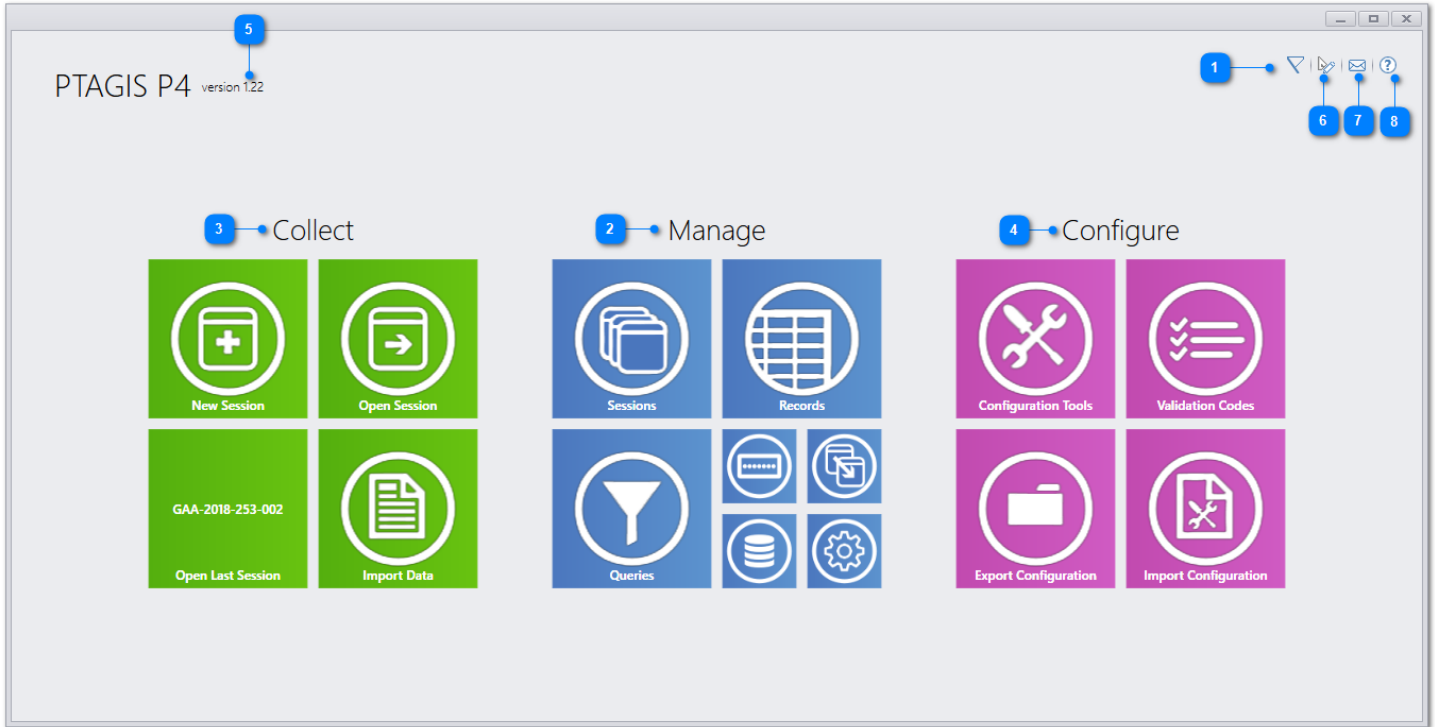 5
PTAGIS P4 version 1.22
1
6 7 8
3 Collect
2 Manage
4 Configure
New Session
Open Session
Sessions
Records
Configuration Tools
Validation Codes
GAA-2018-253-002
Open Last Session
Import Data
Queries
Export Configuration
Import Configuration